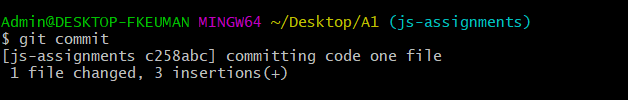 Admin@DESKTOP-FKEUMAN MINGW64 ~/Desktop/A1 (js-assignments)
$ git commit
[js-assignments c258abc] committing code one file
 1 file changed, 3 insertions(+)